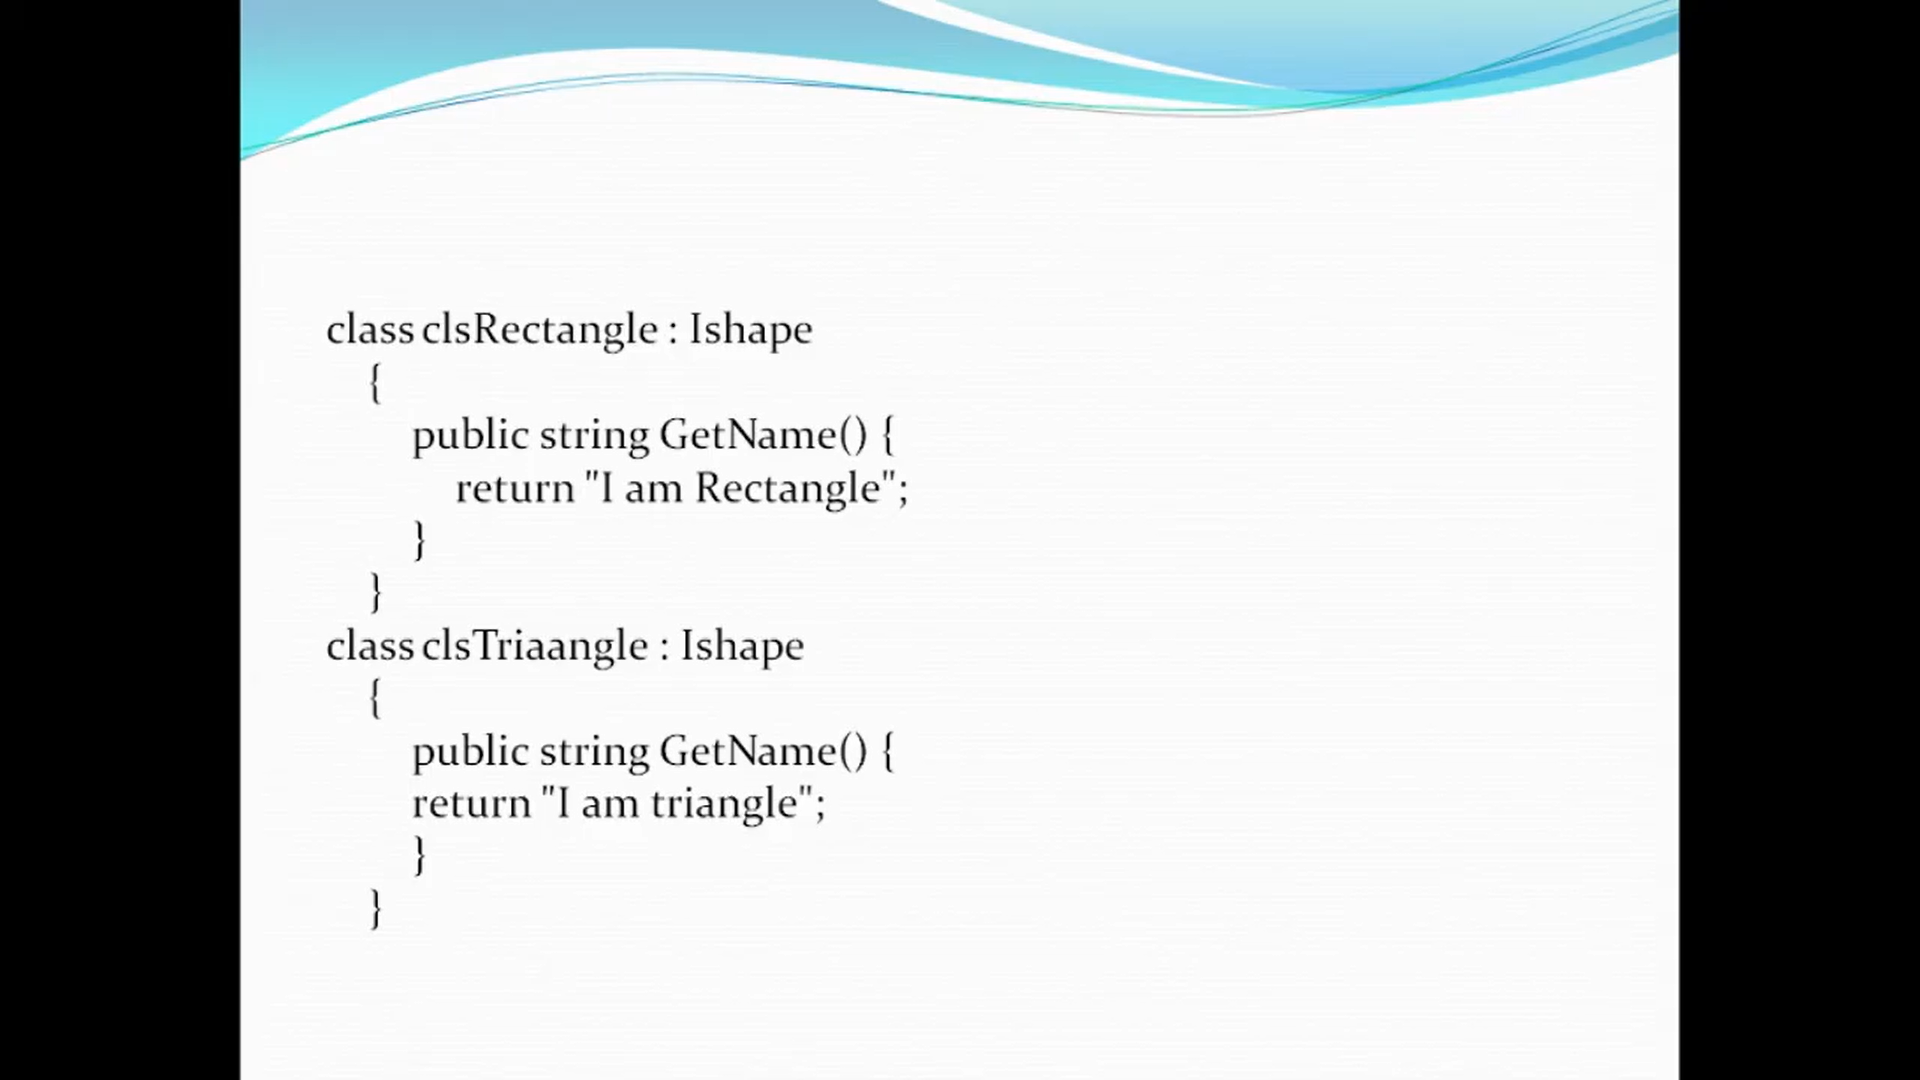 class clsRectangle : Ishape
{
public string GetName() {
return "I am Rectangle";
}
}
class clsTriaangle : Ishape
{
public string GetName() {
return "I am triangle";
}
}